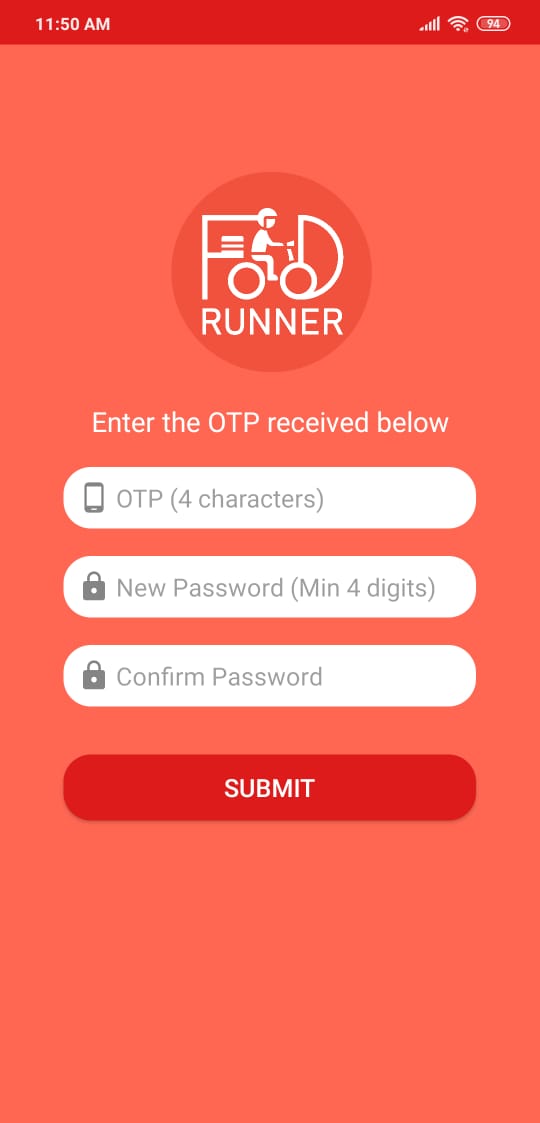 11:50 AM
94
FOOD
RUNNER
Enter the OTP received below
OTP (4 characters)
New Password (Min 4 digits)
Confirm Password
SUBMIT